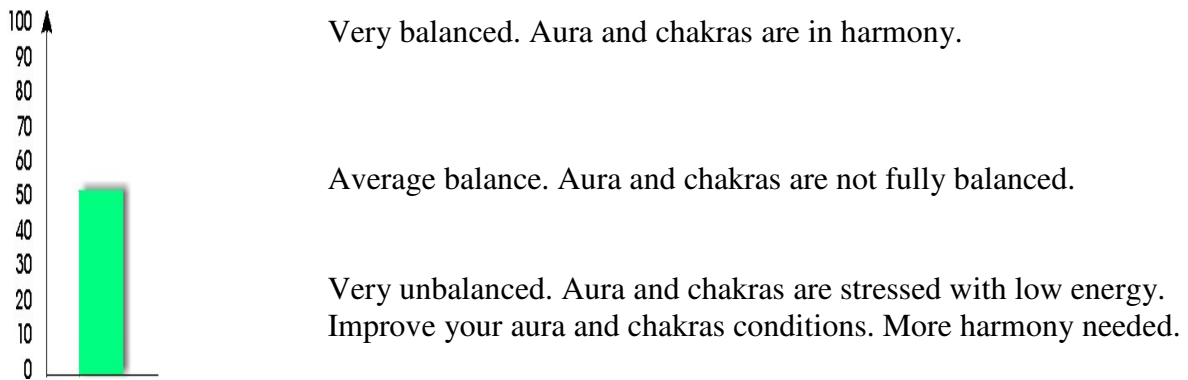 100
Very balanced. Aura and chakras are in harmony.
90
80
70
60
Average balance. Aura and chakras are not fully balanced.
50
40
30
Very unbalanced. Aura and chakras are stressed with low energy.
20
Improve your aura and chakras conditions. More harmony needed.
10
0